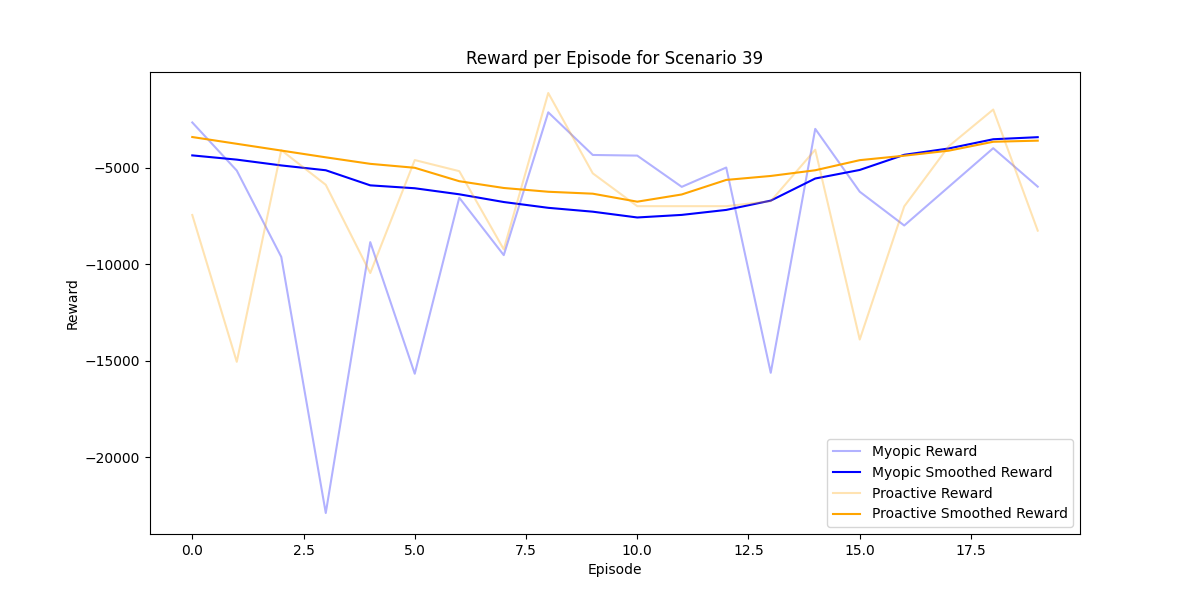 Reward per Episode for Scenario 39
Reward
−5000
−10000
−15000
−20000
0.0
2.5
5.0
7.5
10.0
12.5
15.0
17.5
Episode
Myopic Reward
Myopic Smoothed Reward
Proactive Reward
Proactive Smoothed Reward